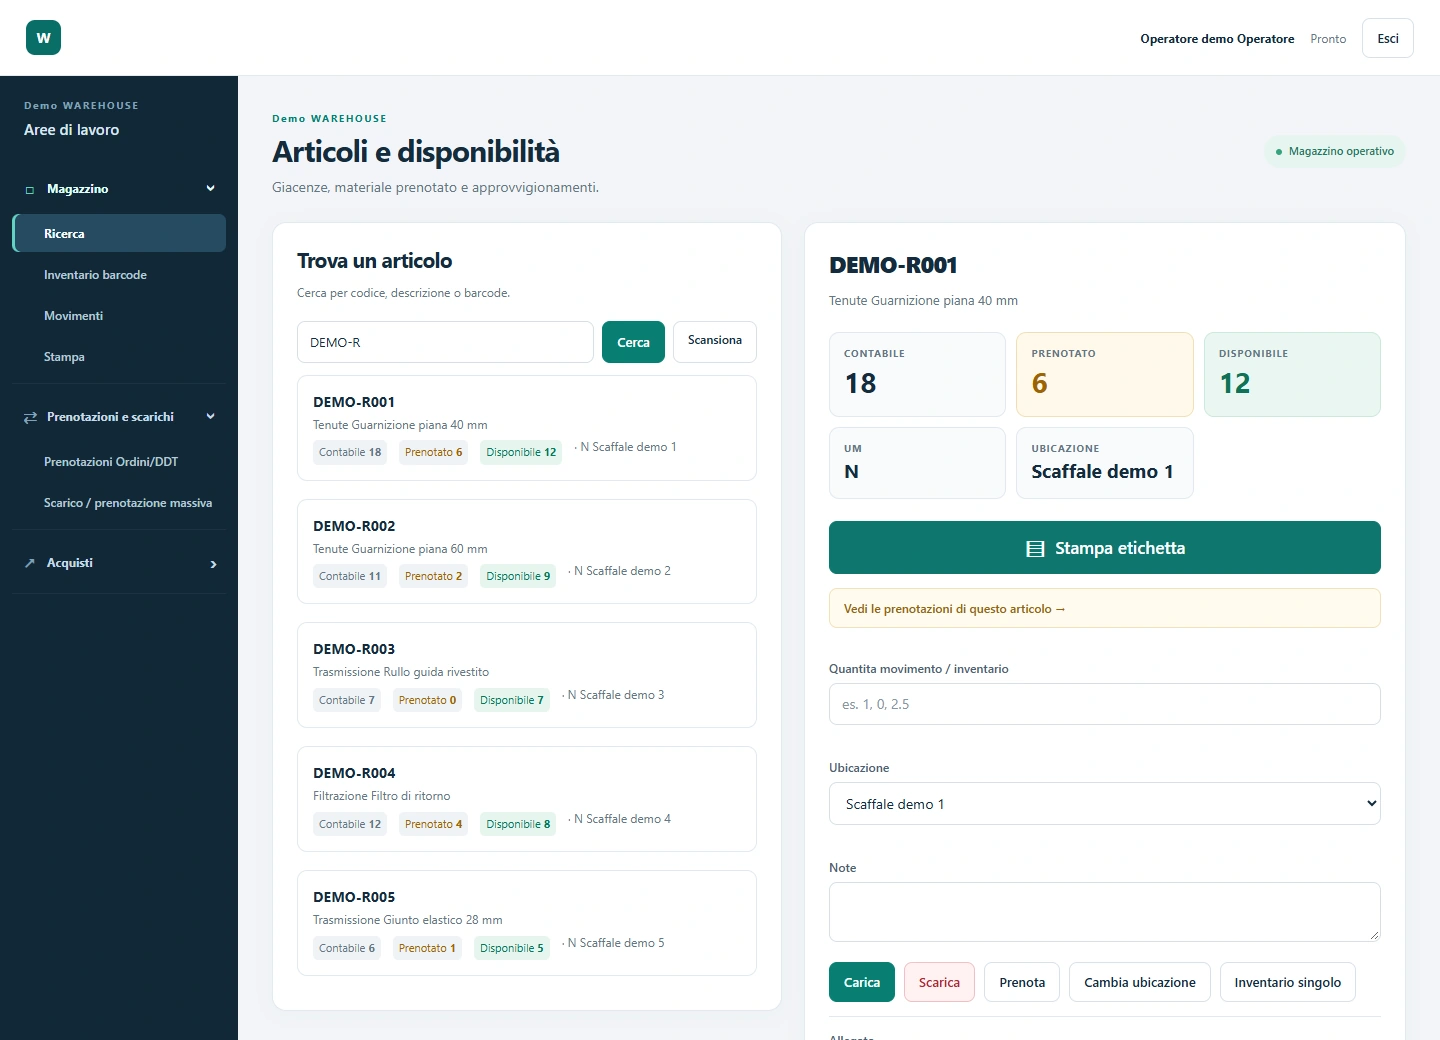 W
Operatore demo Operatore
Pronto
Esci
Demo WAREHOUSE
Aree di lavoro
Magazzino
Ricerca
Inventario barcode
Movimenti
Stampa
Prenotazioni e scarichi
Prenotazioni Ordini/DDT
Scarico / prenotazione massiva
Acquisti
Demo WAREHOUSE
Articoli e disponibilità
Giacenze, materiale prenotato e approvvigionamenti.
Magazzino operativo
Trova un articolo
Cerca per codice, descrizione o barcode.
DEMO-R
Cerca
Scansiona
DEMO-R001
Tenute Guarnizione piana 40 mm
Contabile 18 Prenotato 6 Disponibile 12 · N Scaffale demo 1
DEMO-R002
Tenute Guarnizione piana 60 mm
Contabile 11 Prenotato 2 Disponibile 9 · N Scaffale demo 2
DEMO-R003
Trasmissione Rullo guida rivestito
Contabile 7 Prenotato 0 Disponibile 7 · N Scaffale demo 3
DEMO-R004
Filtrazione Filtro di ritorno
Contabile 12 Prenotato 4 Disponibile 8 · N Scaffale demo 4
DEMO-R005
Trasmissione Giunto elastico 28 mm
Contabile 6 Prenotato 1 Disponibile 5 · N Scaffale demo 5
DEMO-R001
Tenute Guarnizione piana 40 mm
CONTABILE
18
PRENOTATO
6
DISPONIBILE
12
UM
N
UBICAZIONE
Scaffale demo 1
Stampa etichetta
Vedi le prenotazioni di questo articolo →
Quantita movimento / inventario
es. 1, 0, 2.5
Ubicazione
Scaffale demo 1
Note
Carica
Scarica
Prenota
Cambia ubicazione
Inventario singolo